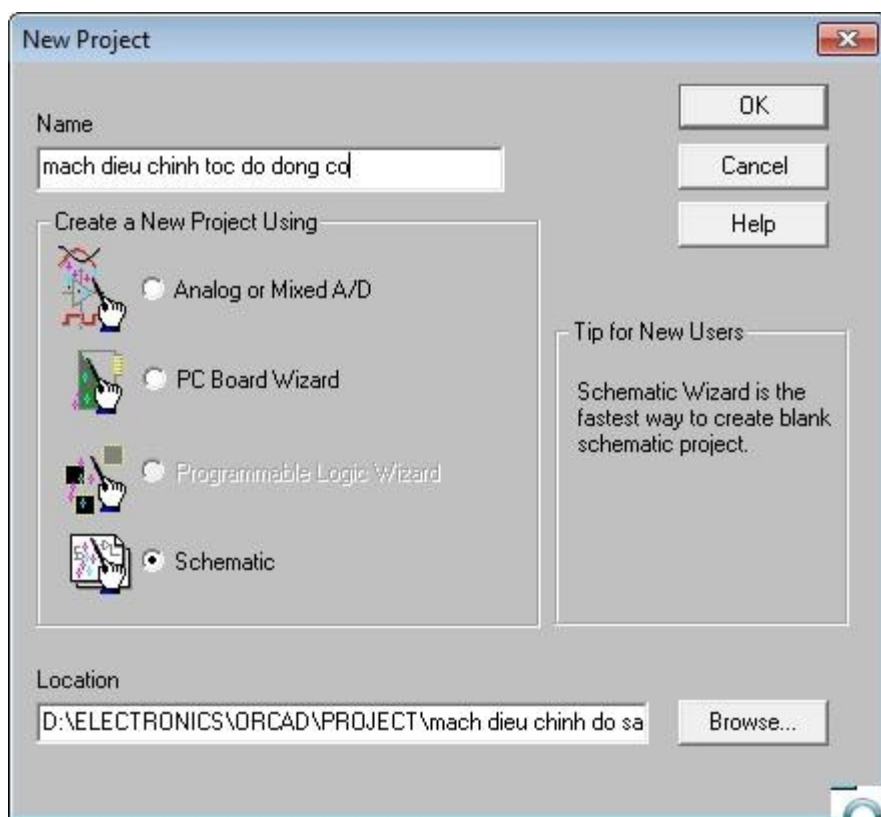 New Project
Name
mach dieu chinh toc do dong co
OK
Cancel
Help
Create a New Project Using
Analog or Mixed A/D
PC Board Wizard
Programmable Logic Wizard
Schematic
Tip for New Users
Schematic Wizard is the
fastest way to create blank
schematic project.
Location
D:\ELECTRONICS\ORCAD\PROJECT\mach dieu chinh do sa
Browse...